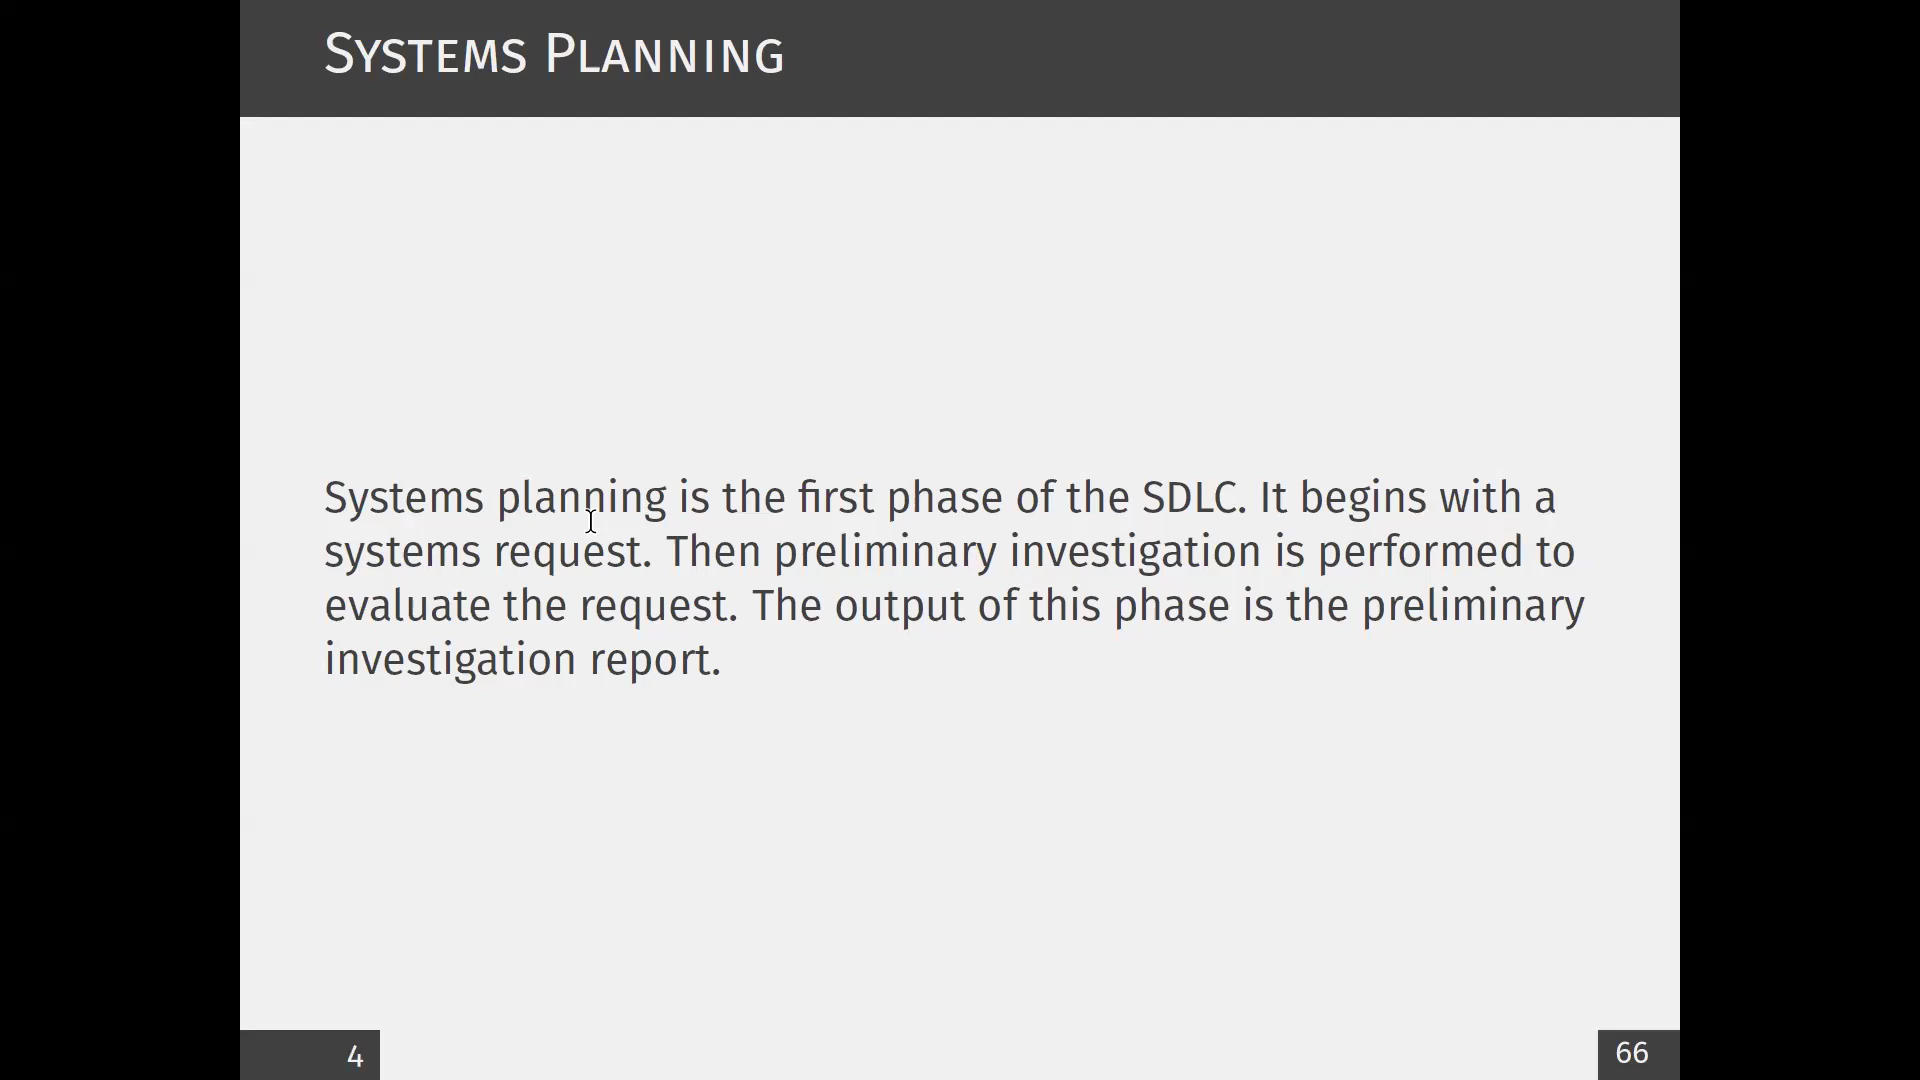 Systems Planning
Systems planning is the first phase of the SDLC. It begins with a
systems request. Then preliminary investigation is performed to
evaluate the request. The output of this phase is the preliminary
investigation report.
4
66